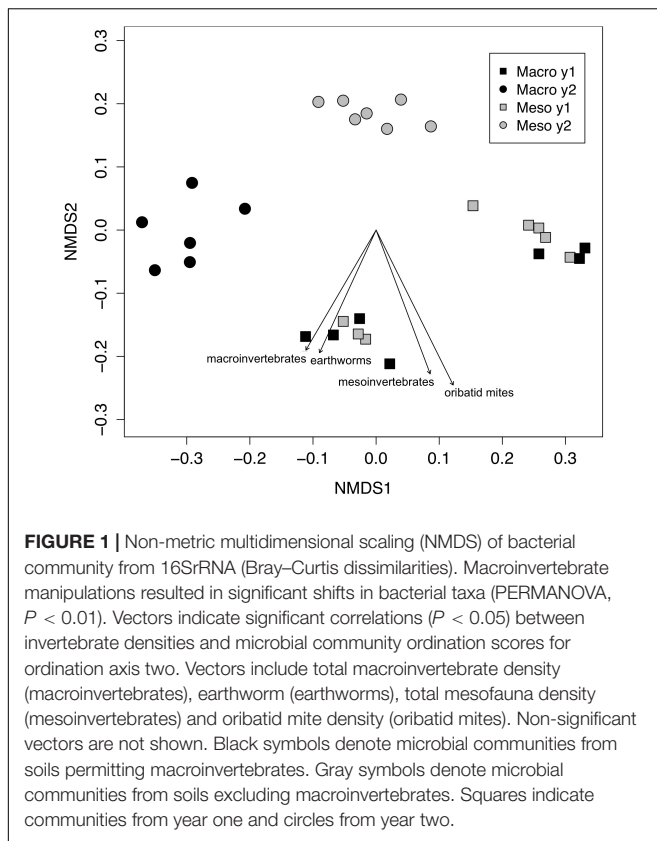 0.3
0.2
0.1
0.0
−0.1
−0.2
−0.3
NMDS2
Macro y1
Macro y2
Meso y1
Meso y2
macroinvertebrates
earthworms
mesoinvertebrates
oribatid mites
−0.3 −0.2 −0.1 0.0 0.1 0.2 0.3
NMDS1
FIGURE 1 | Non-metric multidimensional scaling (NMDS) of bacterial
community from 16SrRNA (Bray–Curtis dissimilarities). Macroinvertebrate
manipulations resulted in significant shifts in bacterial taxa (PERMANOVA,
P < 0.01). Vectors indicate significant correlations (P < 0.05) between
invertebrate densities and microbial community ordination scores for
ordination axis two. Vectors include total macroinvertebrate density
(macroinvertebrates), earthworm (earthworms), total mesofauna density
(mesoinvertebrates) and oribatid mite density (oribatid mites). Non-significant
vectors are not shown. Black symbols denote microbial communities from
soils permitting macroinvertebrates. Gray symbols denote microbial
communities from soils excluding macroinvertebrates. Squares indicate
communities from year one and circles from year two.